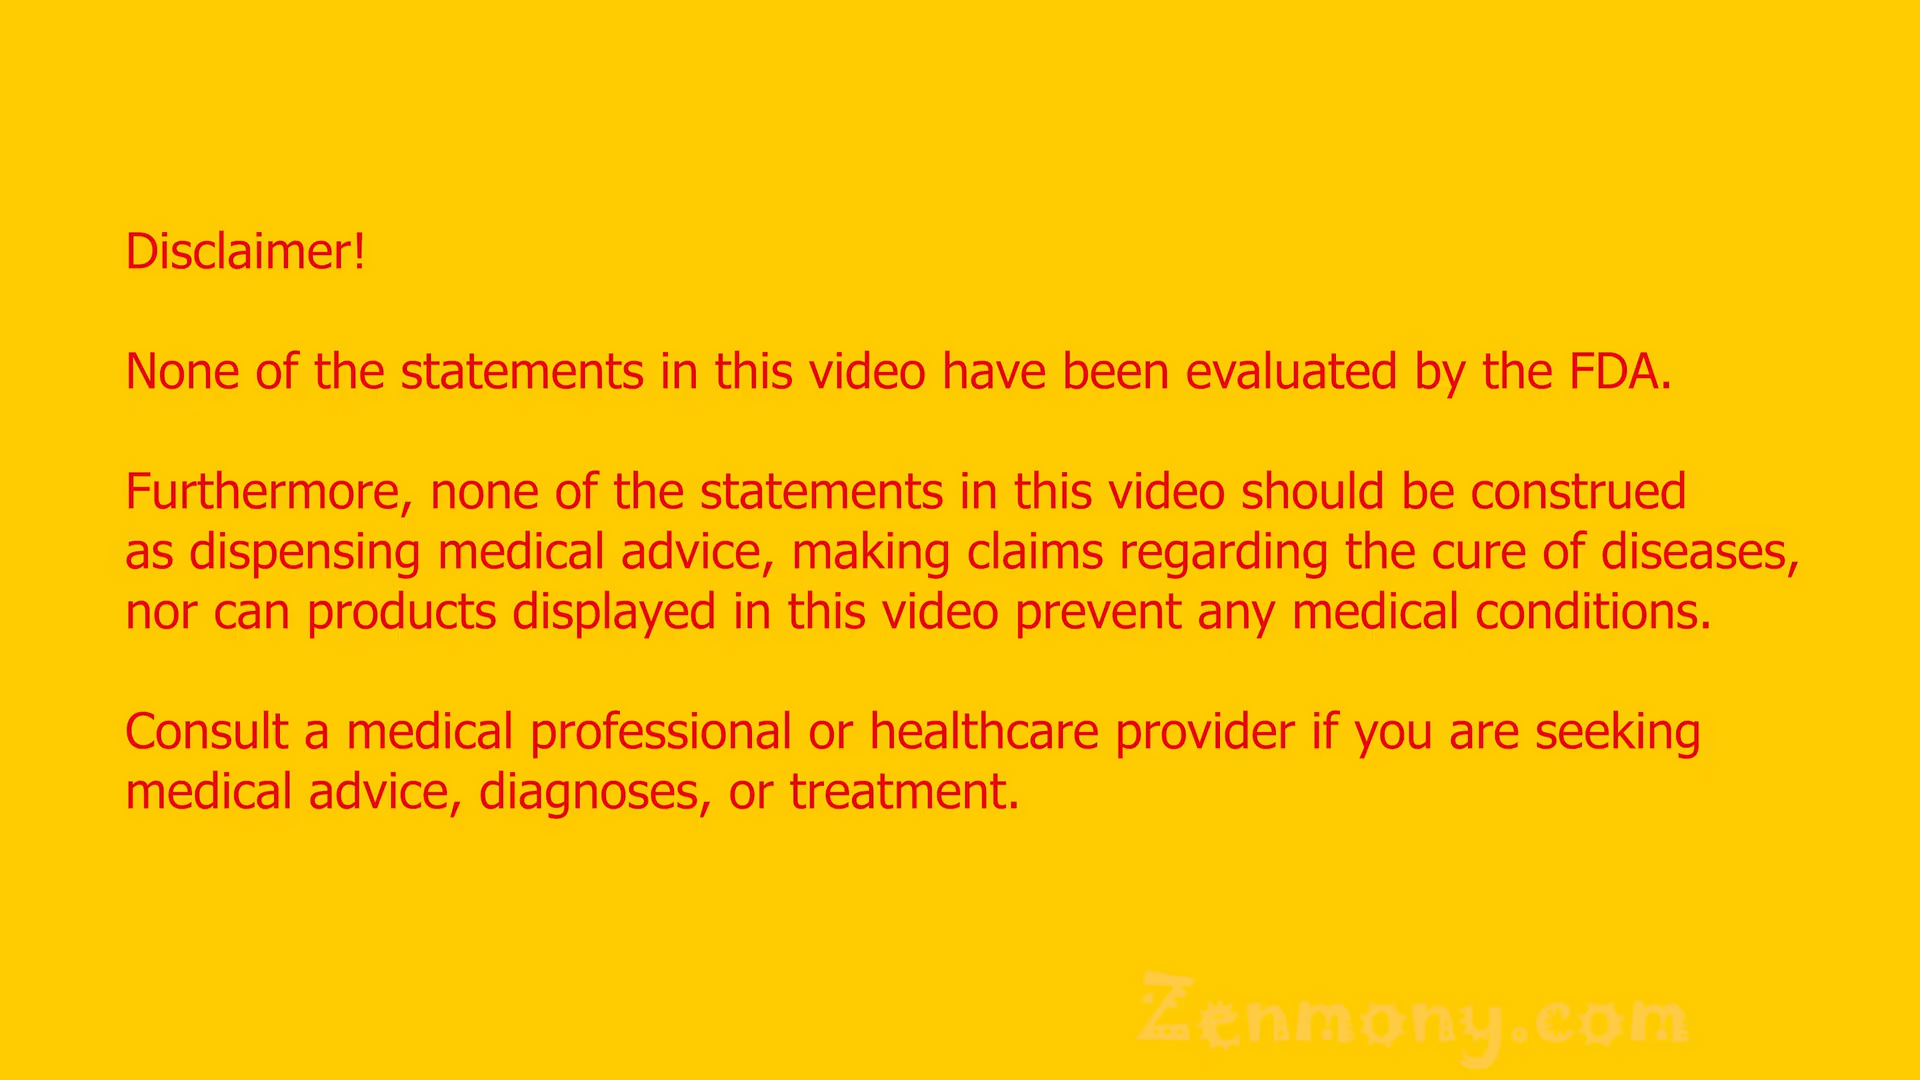 Disclaimer!
None of the statements in this video have been evaluated by the FDA.
Furthermore, none of the statements in this video should be construed
as dispensing medical advice, making claims regarding the cure of diseases,
nor can products displayed in this video prevent any medical conditions.
Consult a medical professional or healthcare provider if you are seeking
medical advice, diagnoses, or treatment.
Zenmony.com